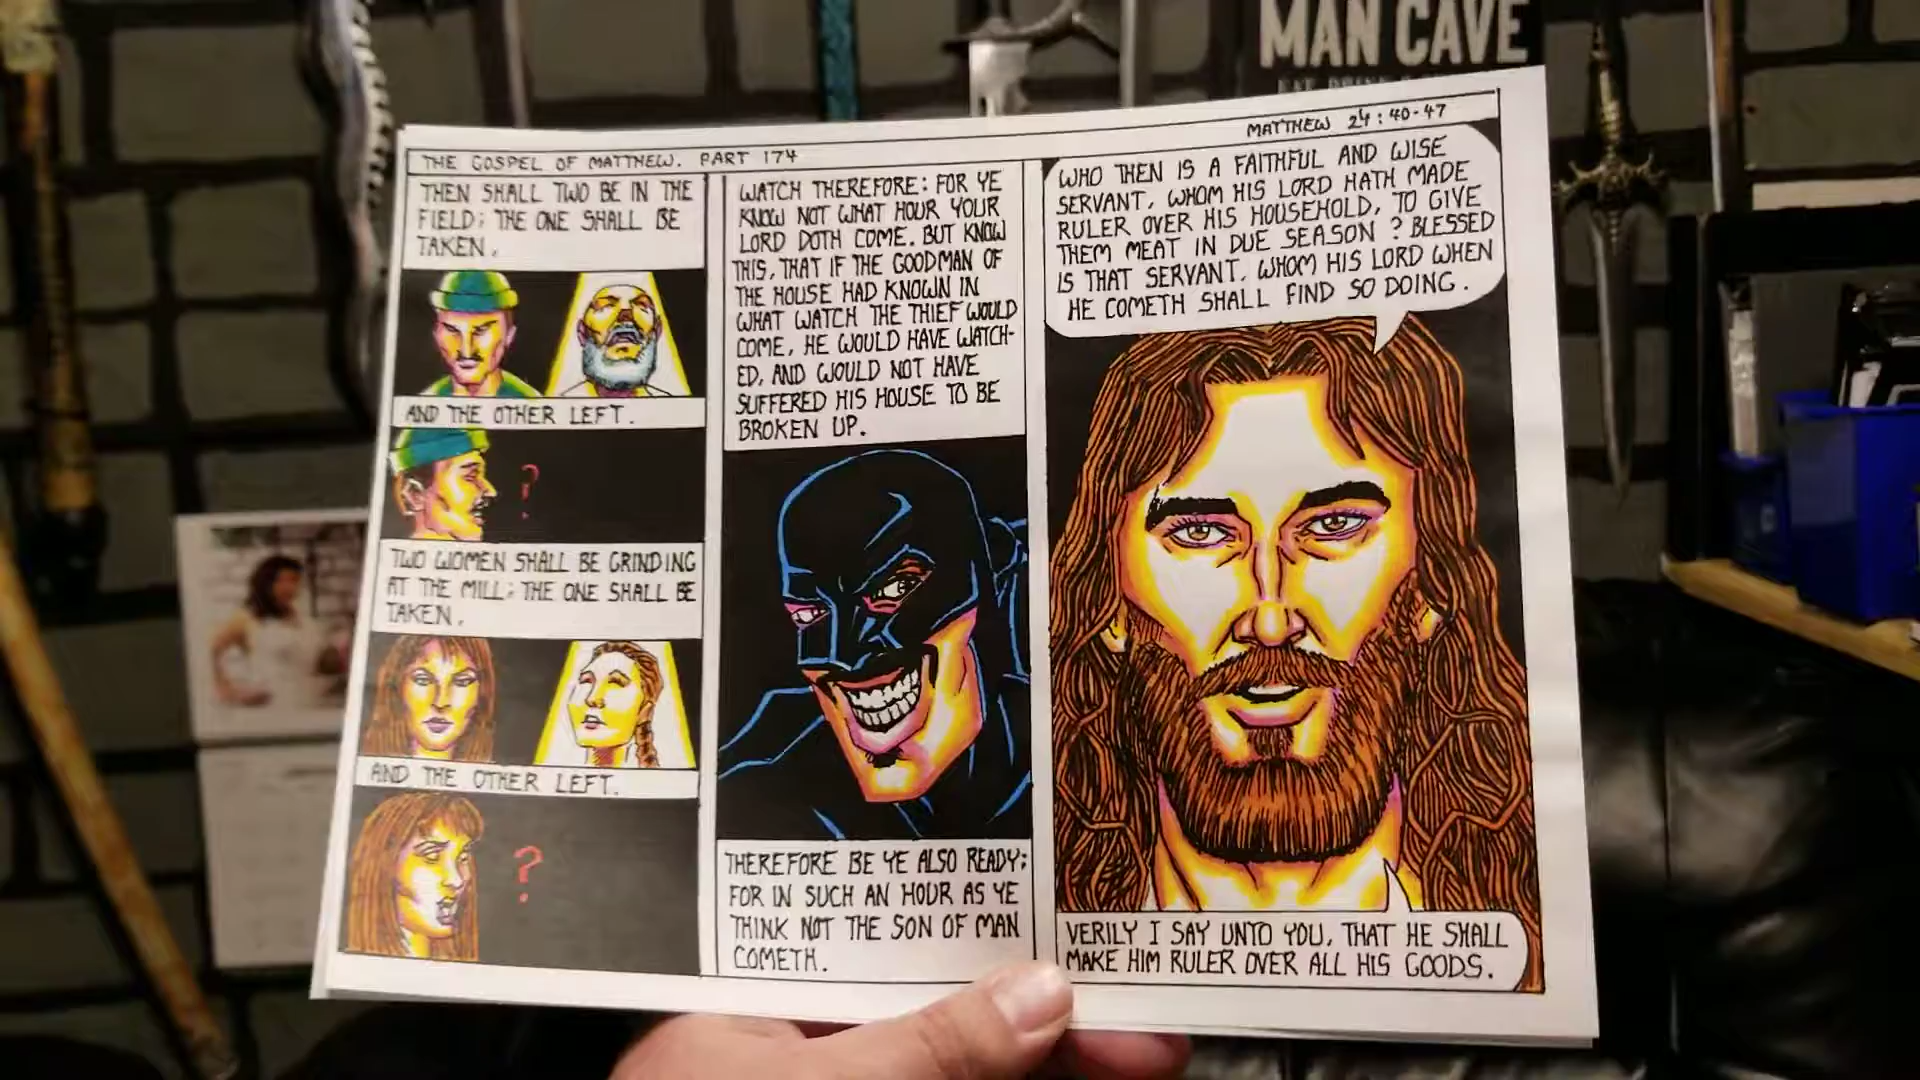 MAN CAVE
THE GOSPEL OF MATTHEW. PART 174
MATTHEW 24:40-47
THEN SHALL TWO BE IN THE
FIELD; THE ONE SHALL BE
TAKEN,
AND THE OTHER LEFT.
?
TWO WOMEN SHALL BE GRINDING
AT THE MILL; THE ONE SHALL BE
TAKEN,
AND THE OTHER LEFT.
?
WATCH THEREFORE: FOR YE
KNOW NOT WHAT HOUR YOUR
LORD DOTH COME. BUT KNOW
THIS, THAT IF THE GOODMAN OF
THE HOUSE HAD KNOWN IN
WHAT WATCH THE THIEF WOULD
COME, HE WOULD HAVE WATCH-
ED, AND WOULD NOT HAVE
SUFFERED HIS HOUSE TO BE
BROKEN UP.
THEREFORE BE YE ALSO READY:
FOR IN SUCH AN HOUR AS YE
THINK NOT THE SON OF MAN
COMETH.
WHO THEN IS A FAITHFUL AND WISE
SERVANT, WHOM HIS LORD HATH MADE
RULER OVER HIS HOUSEHOLD, TO GIVE
THEM MEAT IN DUE SEASON? BLESSED
IS THAT SERVANT, WHOM HIS LORD WHEN
HE COMETH SHALL FIND SO DOING.
VERILY I SAY UNTO YOU, THAT HE SHALL
MAKE HIM RULER OVER ALL HIS GOODS.